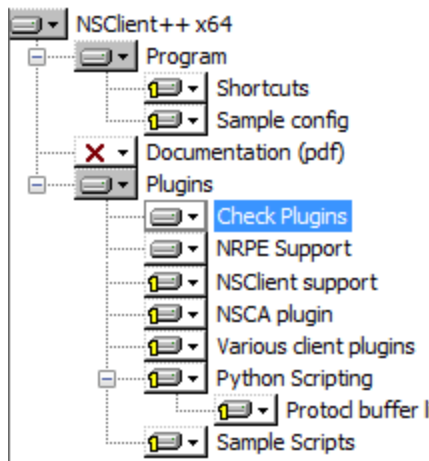 NSClient++ x64
Program
Shortcuts
Sample config
Documentation (pdf)
Plugins
Check Plugins
NRPE Support
NSClient support
NSCA plugin
Various client plugins
Python Scripting
Protocl buffer l
Sample Scripts